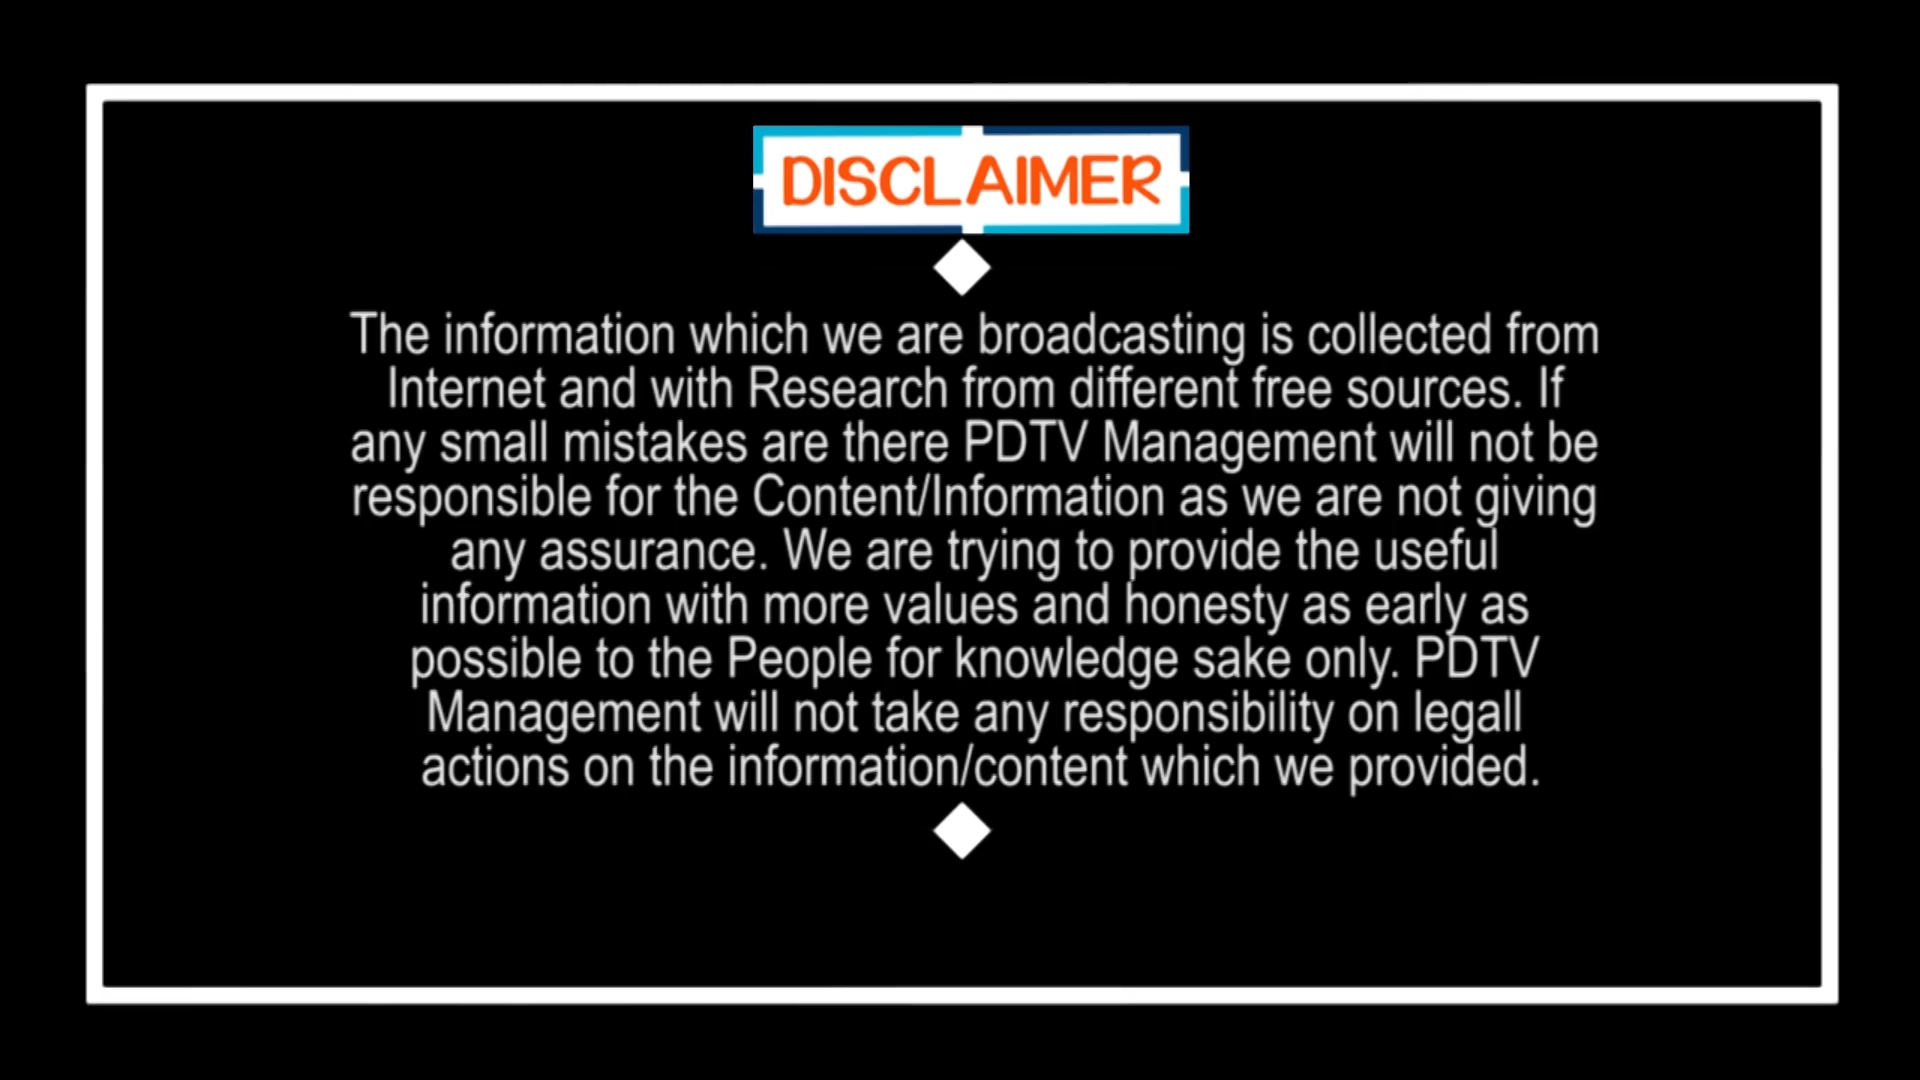 DISCLAIMER
The information which we are broadcasting is collected from
Internet and with Research from different free sources. If
any small mistakes are there PDTV Management will not be
responsible for the Content/Information as we are not giving
any assurance. We are trying to provide the useful
information with more values and honesty as early as
possible to the People for knowledge sake only. PDTV
Management will not take any responsibility on legall
actions on the information/content which we provided.